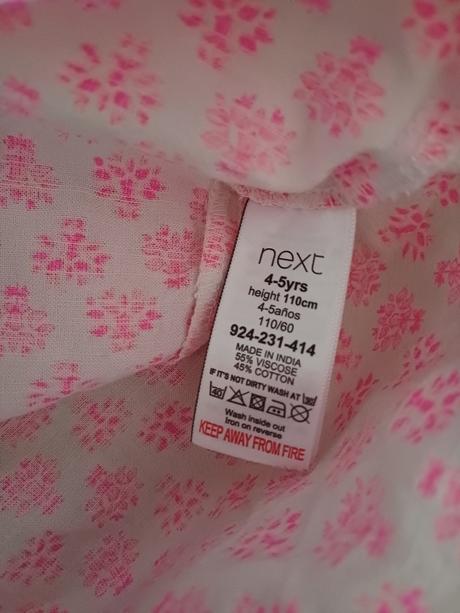 next
4-5yrs
height 110cm
4-5años
110/60
924-231-414
MADE IN INDIA
55% VISCOSE
45% COTTON
IF IT'S NOT DIRTY WASH AT 30
40
Wash inside out
Iron on reverse
KEEP AWAY FROM FIRE